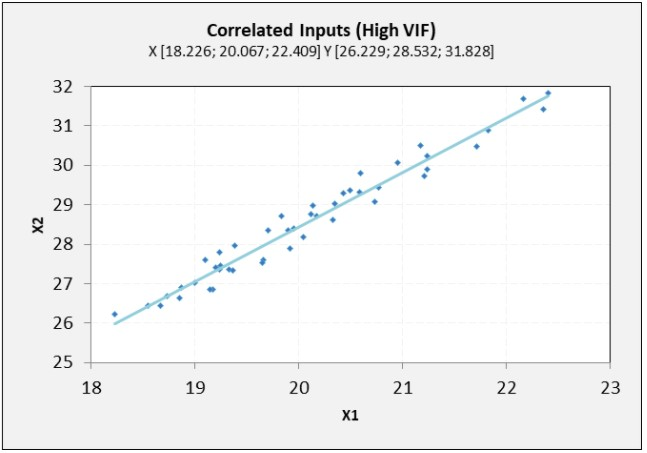 Correlated Inputs (High VIF)
X [18.226; 20.067; 22.409] Y [26.229; 28.532; 31.828]
32
31
30
29
28
27
26
25
X2
18 19 20 21 22 23
X1